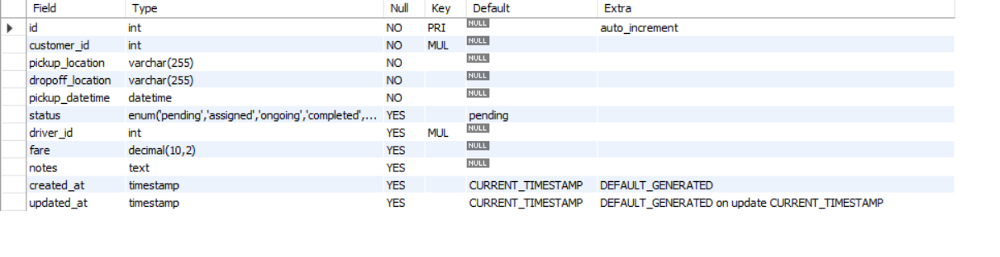 Field Type Null Key Default Extra
id int NO PRI NULL auto_increment
customer_id int NO MUL NULL
pickup_location varchar(255) NO NULL
dropoff_location varchar(255) NO NULL
pickup_datetime datetime NO NULL
status enum('pending','assigned','ongoing','completed',... YES pending
driver_id int YES MUL NULL
fare decimal(10,2) YES NULL
notes text YES NULL
created_at timestamp YES CURRENT_TIMESTAMP DEFAULT_GENERATED
updated_at timestamp YES CURRENT_TIMESTAMP DEFAULT_GENERATED on update CURRENT_TIMESTAMP